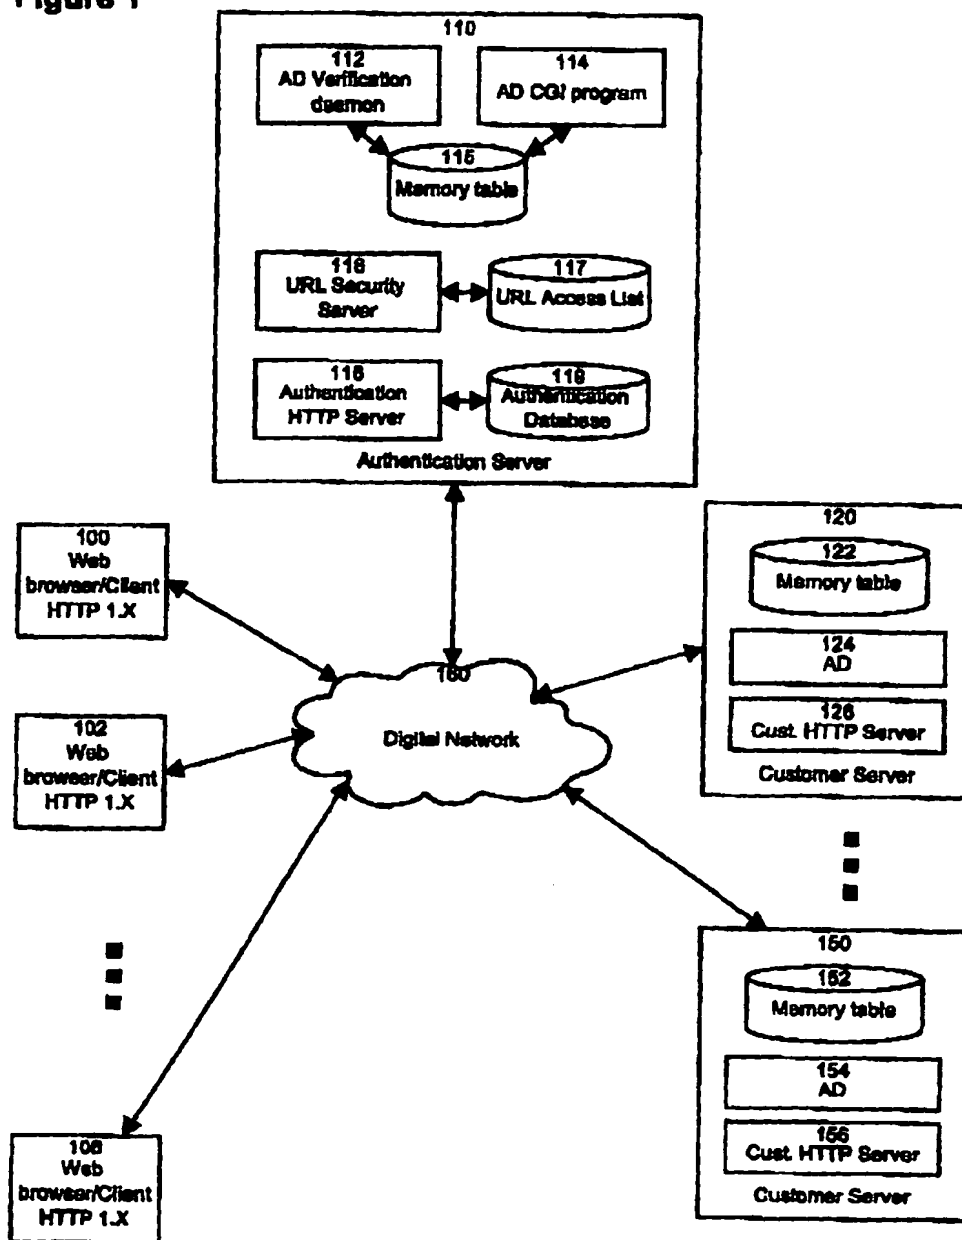 Figure 1
110
112
AD Verification
daemon
114
AD CGI program
115
Memory table
116
URL Security
Server
117
URL Access List
118
Authentication
HTTP Server
119
Authentication
Database
Authentication Server
100
Web
browser/Client
HTTP 1.X
102
Web
browser/Client
HTTP 1.X
106
Web
browser/Client
HTTP 1.X
160
Digital Network
120
122
Memory table
124
AD
126
Cust. HTTP Server
Customer Server
150
152
Memory table
154
AD
156
Cust. HTTP Server
Customer Server